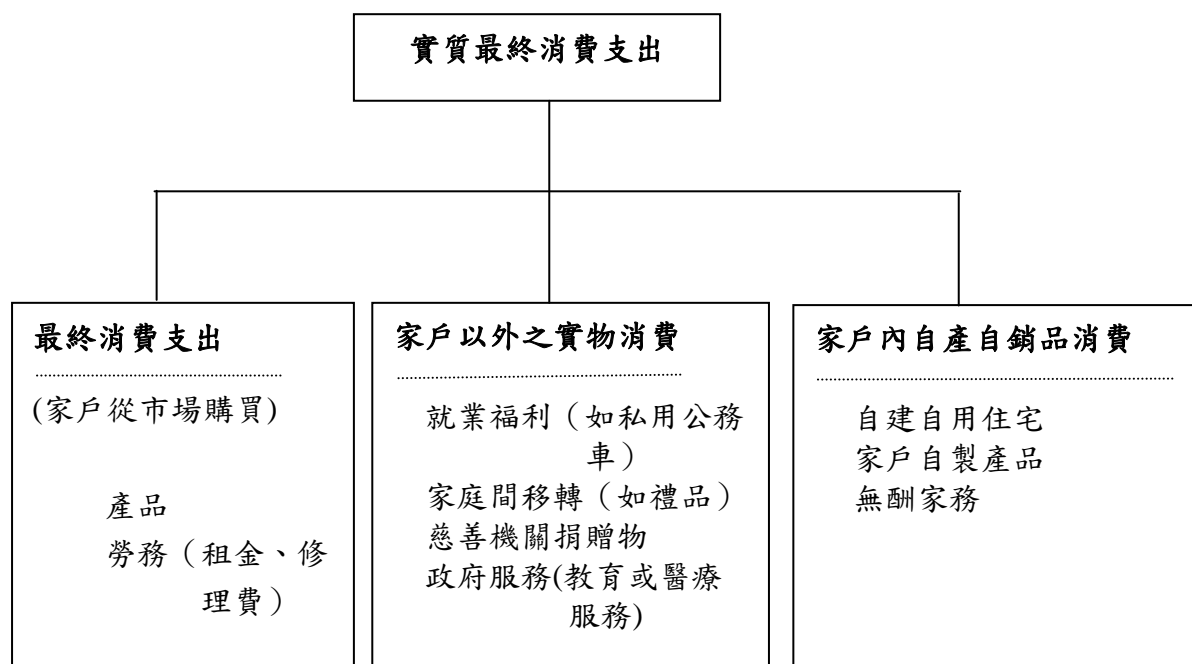 實質最終消費支出
最終消費支出
(家戶從市場購買)
產品
勞務（租金、修
理費）
家戶以外之實物消費
就業福利（如私用公務
車）
家庭間移轉（如禮品）
慈善機關捐贈物
政府服務(教育或醫療
服務)
家戶內自產自銷品消費
自建自用住宅
家戶自製產品
無酬家務